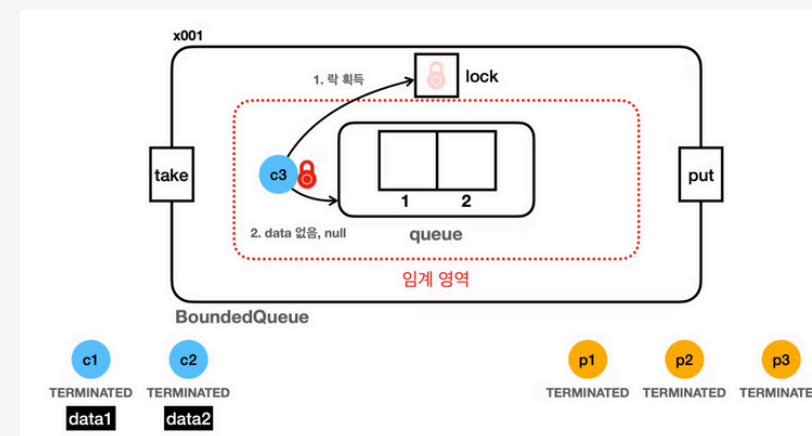 x001
lock
1. 락 획득
take
c3
put
1 2
2. data 없음, null
queue
임계 영역
BoundedQueue
c1 c2 p1 p2 p3
TERMINATED TERMINATED TERMINATED TERMINATED TERMINATE
data1 data2